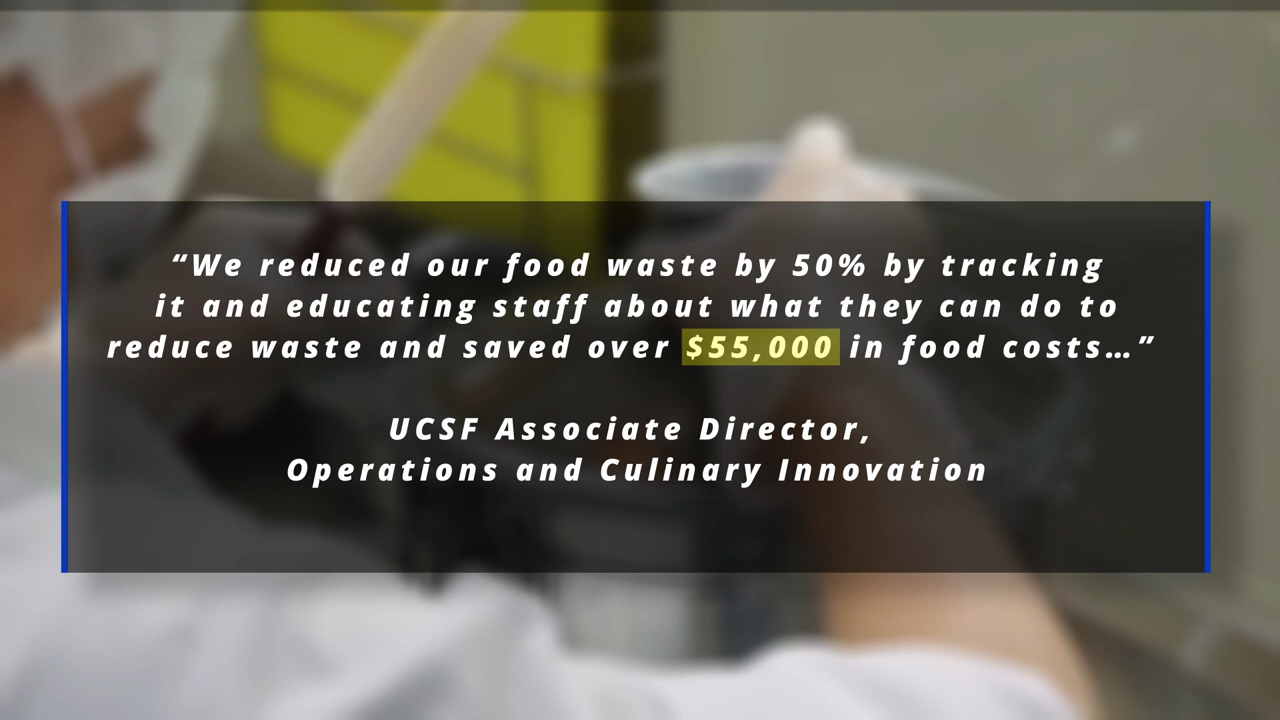 “We reduced our food waste by 50% by tracking
it and educating staff about what they can do to
reduce waste and saved over $55,000 in food costs…”
UCSF Associate Director,
Operations and Culinary Innovation